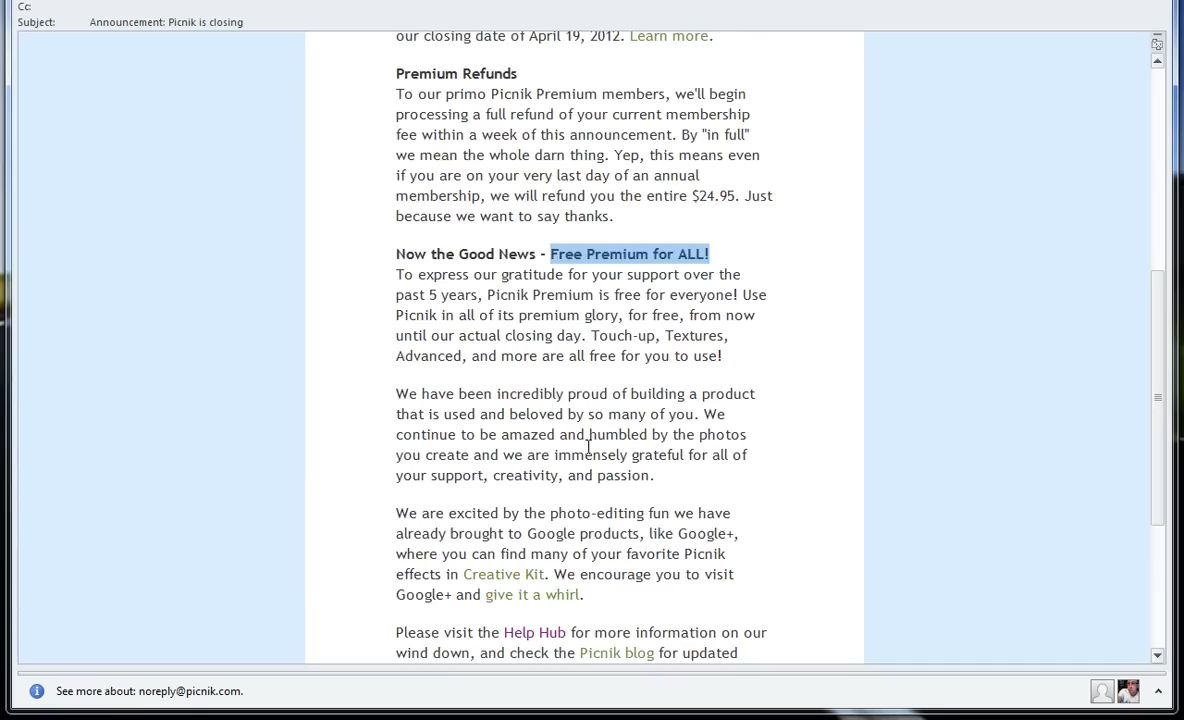 Cc:
Subject: Announcement: Picnik is closing
our closing date of April 19, 2012. Learn more.
Premium Refunds
To our primo Picnik Premium members, we'll begin
processing a full refund of your current membership
fee within a week of this announcement. By "in full"
we mean the whole darn thing. Yep, this means even
if you are on your very last day of an annual
membership, we will refund you the entire $24.95. Just
because we want to say thanks.
Now the Good News - Free Premium for ALL!
To express our gratitude for your support over the
past 5 years, Picnik Premium is free for everyone! Use
Picnik in all of its premium glory, for free, from now
until our actual closing day. Touch-up, Textures,
Advanced, and more are all free for you to use!
We have been incredibly proud of building a product
that is used and beloved by so many of you. We
continue to be amazed and humbled by the photos
you create and we are immensely grateful for all of
your support, creativity, and passion.
We are excited by the photo-editing fun we have
already brought to Google products, like Google+,
where you can find many of your favorite Picnik
effects in Creative Kit. We encourage you to visit
Google+ and give it a whirl.
Please visit the Help Hub for more information on our
wind down, and check the Picnik blog for updated
See more about: noreply@picnik.com.